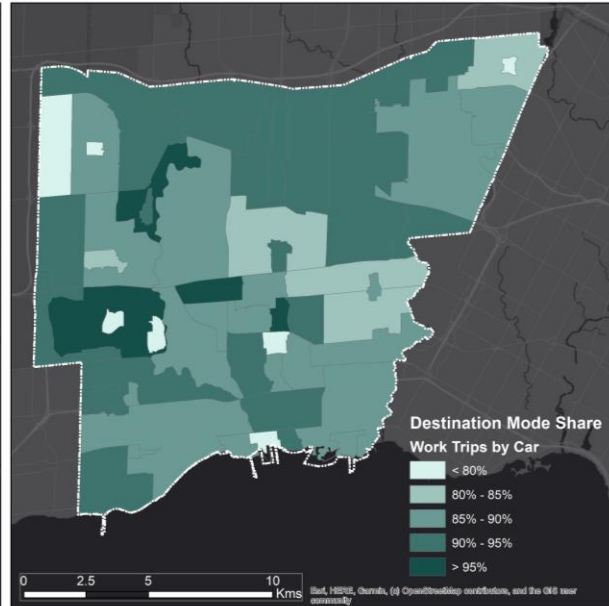 Destination Mode Share
Work Trips by Car
< 80%
80% - 85%
85% - 90%
90% - 95%
> 95%
0 2.5 5 10
Kms
Esri, HERE, Garmin, (c) OpenStreetMap contributors, and the GIS user
community